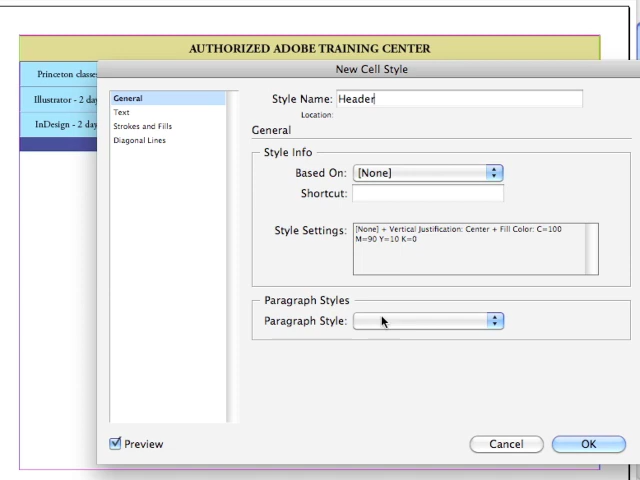 AUTHORIZED ADOBE TRAINING CENTER
Princeton classe
Illustrator - 2 day
InDesign - 2 da
New Cell Style
General
Text
Strokes and Fills
Diagonal Lines
Style Name: Header
Location:
General
Style Info
Based On: [None]
Shortcut:
Style Settings: [None] + Vertical Justification: Center + Fill Color: C=100
M=90 Y=10 K=0
Paragraph Styles
Paragraph Style:
Preview
Cancel
OK